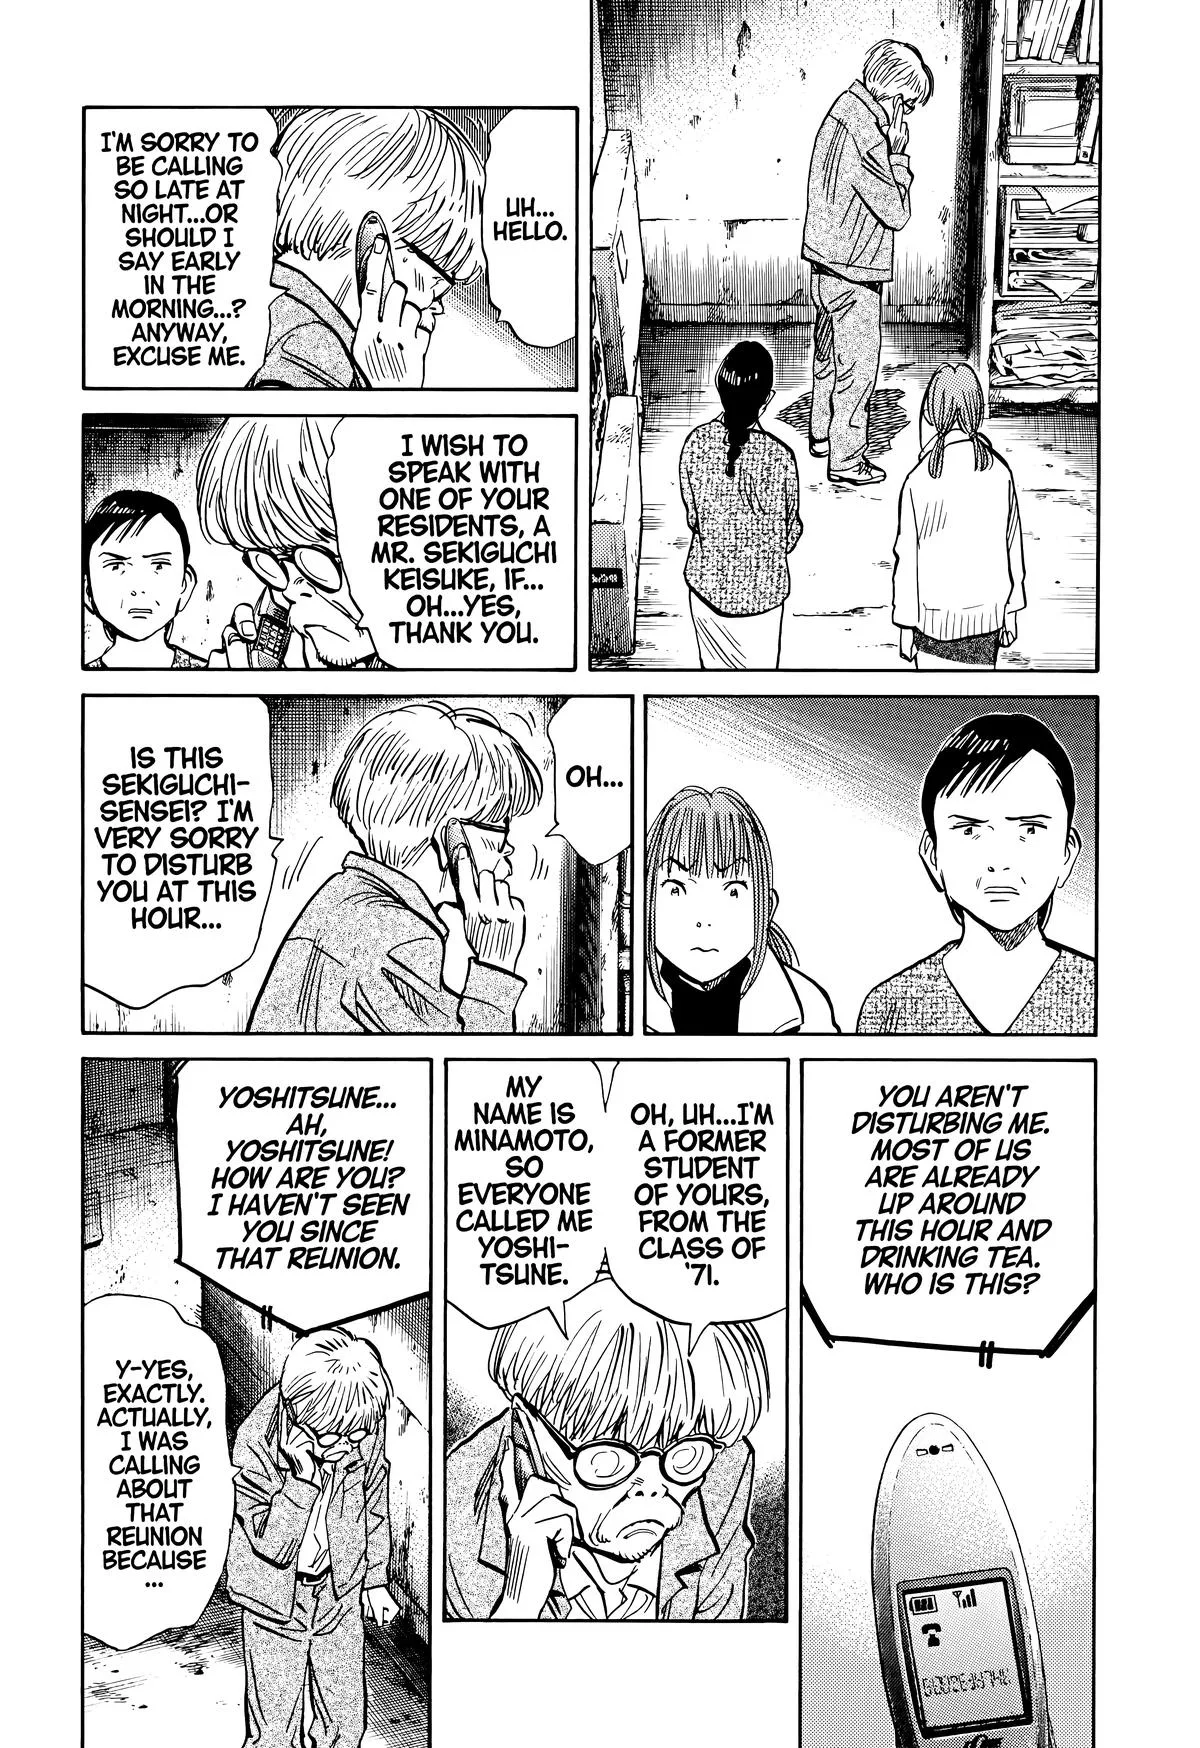 UH...
HELLO.
I'M SORRY TO
BE CALLING
SO LATE AT
NIGHT...OR
SHOULD I
SAY EARLY
IN THE
MORNING...?
ANYWAY,
EXCUSE ME.
I WISH TO
SPEAK WITH
ONE OF YOUR
RESIDENTS, A
MR. SEKIGUCHI
KEISUKE, IF...
OH...YES,
THANK YOU.
OH...
IS THIS
SEKIGUCHI-
SENSEI? I'M
VERY SORRY
TO DISTURB
YOU AT THIS
HOUR...
YOU AREN'T
DISTURBING ME.
MOST OF US
ARE ALREADY
UP AROUND
THIS HOUR AND
DRINKING TEA.
WHO IS THIS?
OH, UH...I'M
A FORMER
STUDENT
OF YOURS,
FROM THE
CLASS OF
'71.
MY
NAME IS
MINAMOTO,
SO
EVERYONE
CALLED ME
YOSHI-
TSUNE.
YOSHITSUNE...
AH,
YOSHITSUNE!
HOW ARE YOU?
I HAVEN'T SEEN
YOU SINCE
THAT REUNION.
Y-YES,
EXACTLY.
ACTUALLY,
I WAS
CALLING
ABOUT
THAT
REUNION
BECAUSE
...